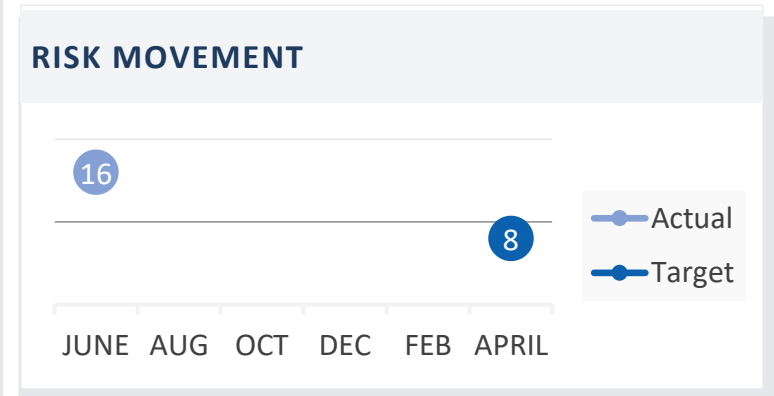 RISK MOVEMENT
16
8
Actual
Target
JUNE AUG OCT DEC FEB APRIL